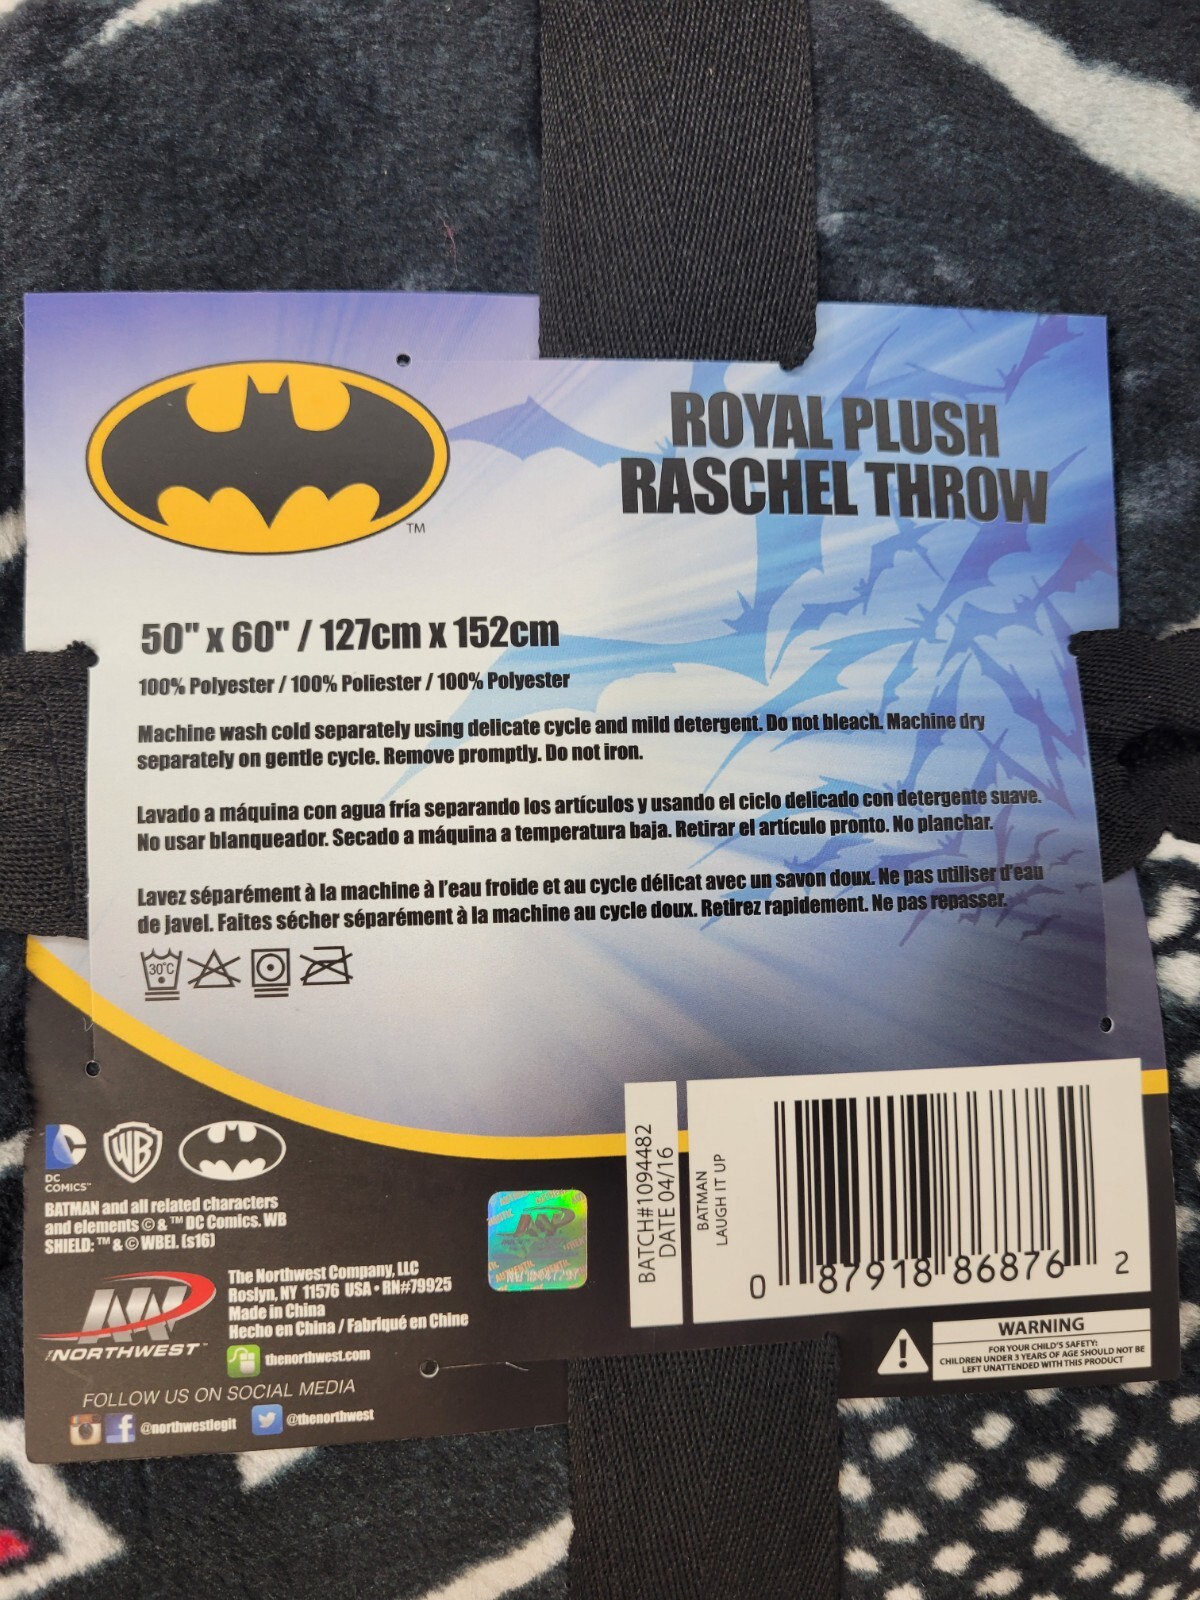 TM
ROYAL PLUSH
RASCHEL THROW
50" x 60" / 127cm x 152cm
100% Polyester / 100% Poliester / 100% Polyester
Machine wash cold separately using delicate cycle and mild detergent. Do not bleach. Machine dry
separately on gentle cycle. Remove promptly. Do not iron.
Lavado a máquina con agua fría separando los artículos y usando el ciclo delicado con detergente suave.
No usar blanqueador. Secado a máquina a temperatura baja. Retirar el artículo pronto. No planchar.
Lavez séparément à la machine à l'eau froide et au cycle délicat avec un savon doux. Ne pas utiliser d'eau
de javel. Faites sécher séparément à la machine au cycle doux. Retirez rapidement. Ne pas repasser.
30°C
DC
COMICS™
WB
BATMAN and all related characters
and elements © & ™ DC Comics. WB
SHIELD: ™ & © WBEI. (s16)
THE NORTHWEST™
The Northwest Company, LLC
Roslyn, NY 11576 USA • RN#79925
Made in China
Hecho en China / Fabriqué en Chine
thenorthwest.com
FOLLOW US ON SOCIAL MEDIA
@northwestlegit @thenorthwest
BATCH#1094482
DATE 04/16
BATMAN
LAUGH IT UP
0 87918 86876 2
WARNING
FOR YOUR CHILD'S SAFETY:
CHILDREN UNDER 3 YEARS OF AGE SHOULD NOT BE
LEFT UNATTENDED WITH THIS PRODUCT